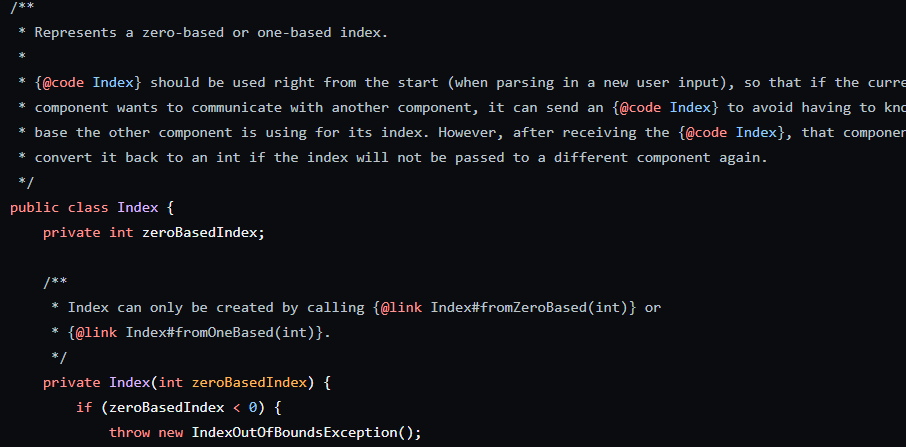 /**
 * Represents a zero-based or one-based index.
 *
 * {@code Index} should be used right from the start (when parsing in a new user input), so that if the
 * component wants to communicate with another component, it can send an {@code Index} to avoid having to
 * base the other component is using for its index. However, after receiving the {@code Index}, that
 * convert it back to an int if the index will not be passed to a different component again.
 */
public class Index {
    private int zeroBasedIndex;

    /**
     * Index can only be created by calling {@link Index#fromZeroBased(int)} or
     * {@link Index#fromOneBased(int)}.
     */
    private Index(int zeroBasedIndex) {
        if (zeroBasedIndex < 0) {
            throw new IndexOutOfBoundsException();